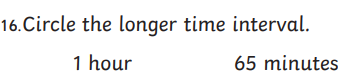 16.Circle the longer time interval.
1 hour 65 minutes